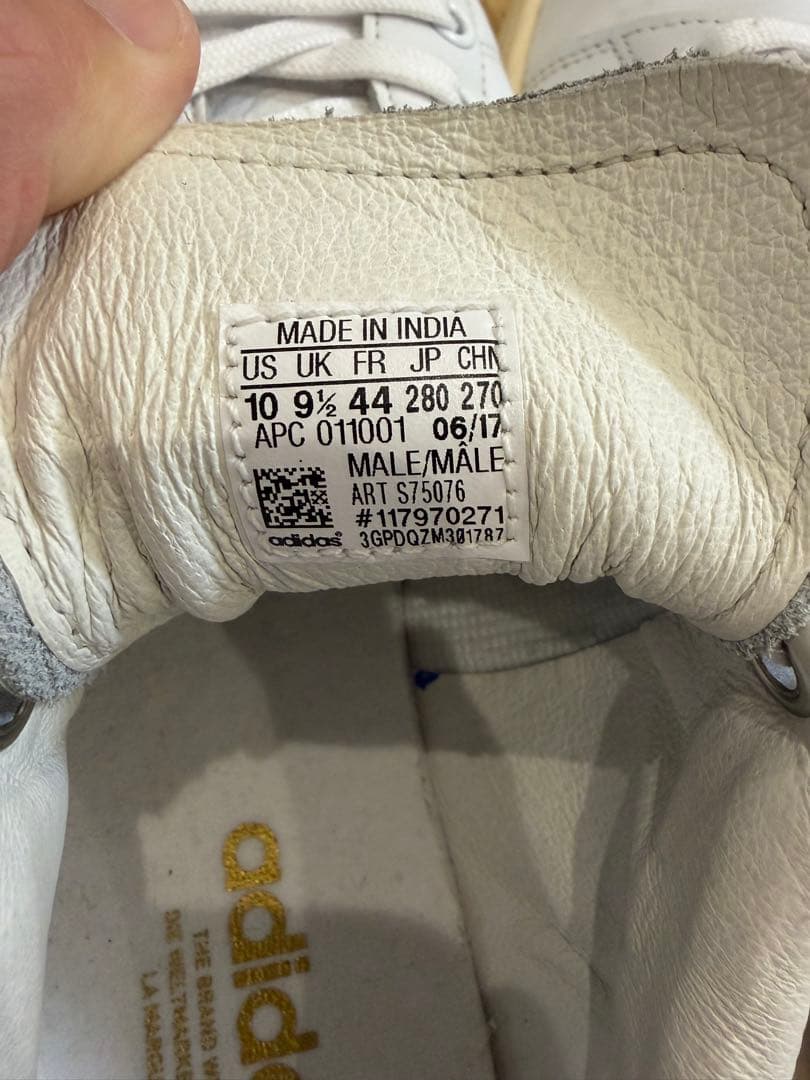 MADE IN INDIA
US UK FR JP CHN
10 9½ 44 280 270
APC 011001 06/17
MALE/MÂLE
ART S75076
#117970271
adidas 3GPDQZM301787
adidas
THE BRAND W
DIE WELTMARKE
LA MARQU